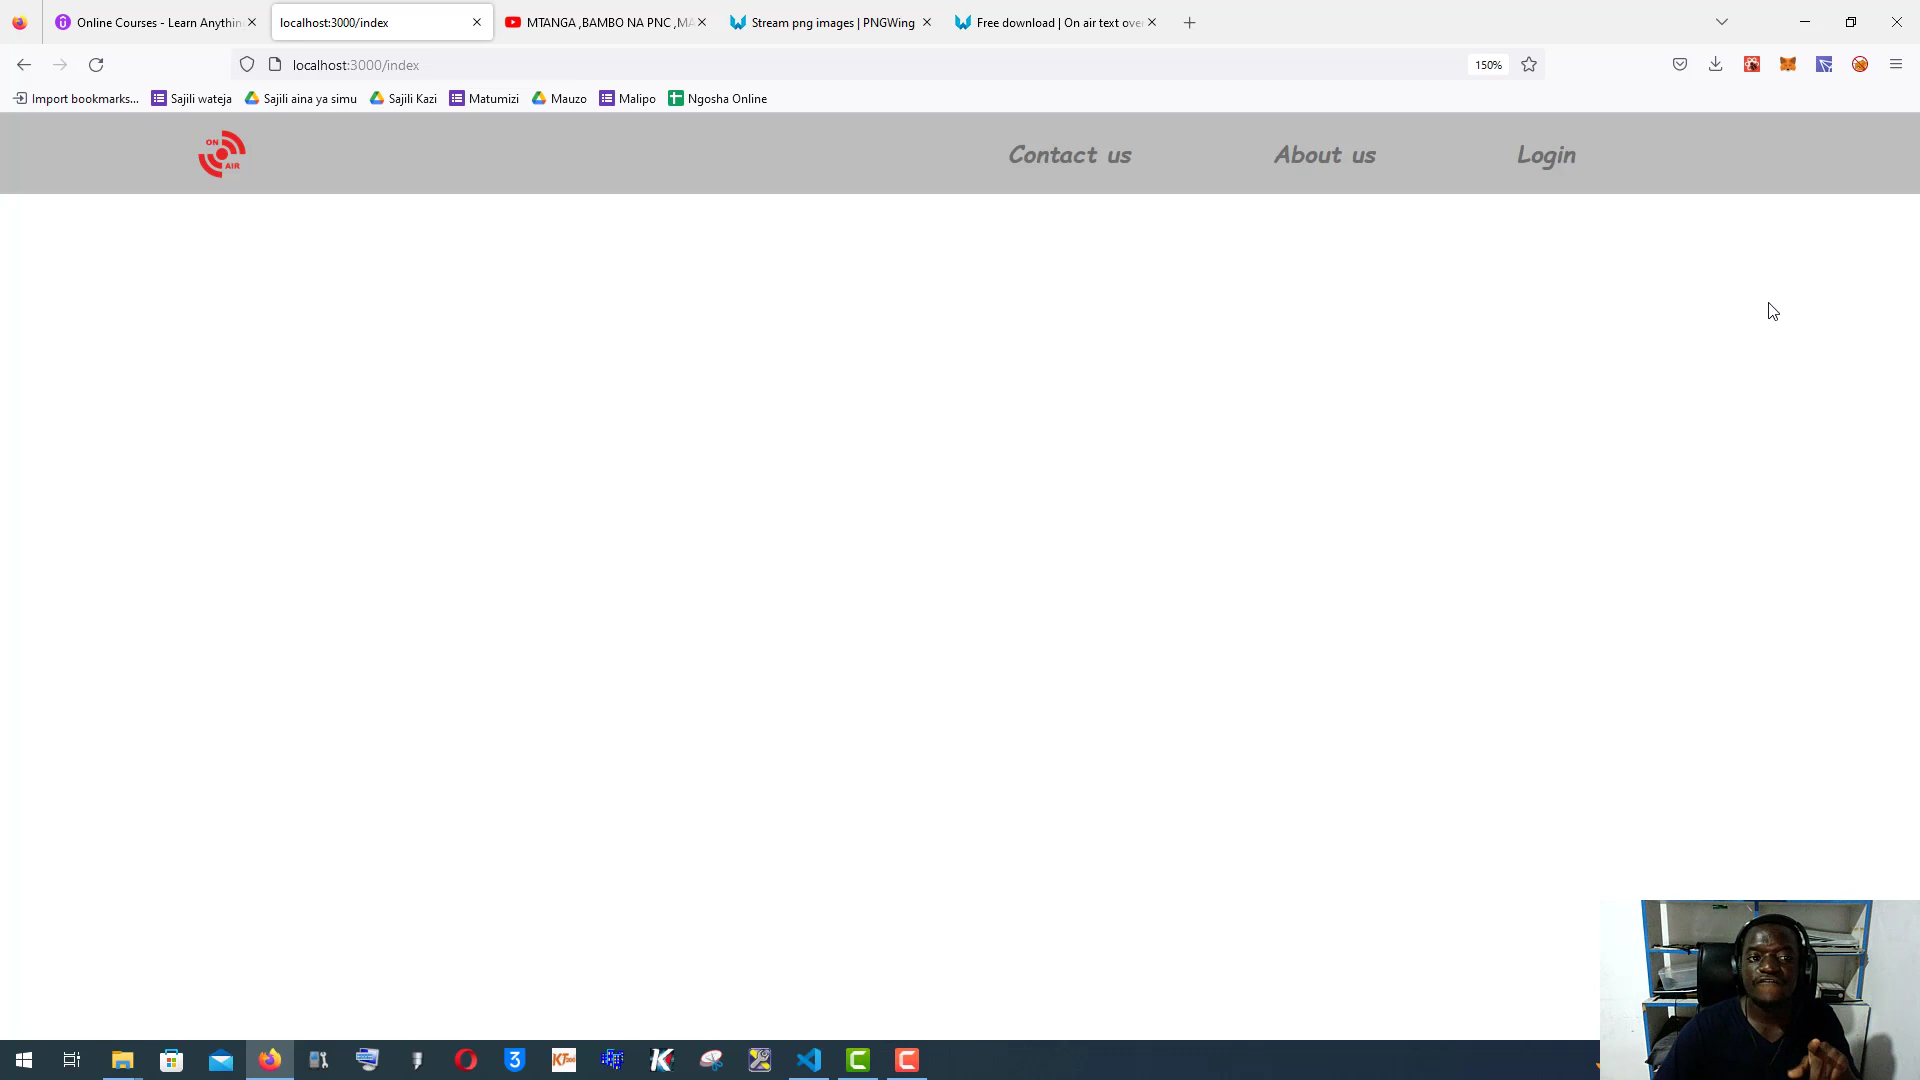 Online Courses - Learn Anythin
localhost:3000/index
MTANGA ,BAMBO NA PNC ,MA
Stream png images | PNGWing
Free download | On air text ove
localhost:3000/index
150%
Import bookmarks...
Sajili wateja
Sajili aina ya simu
Sajili Kazi
Matumizi
Mauzo
Malipo
Ngosha Online
ON
AIR
Contact us
About us
Login